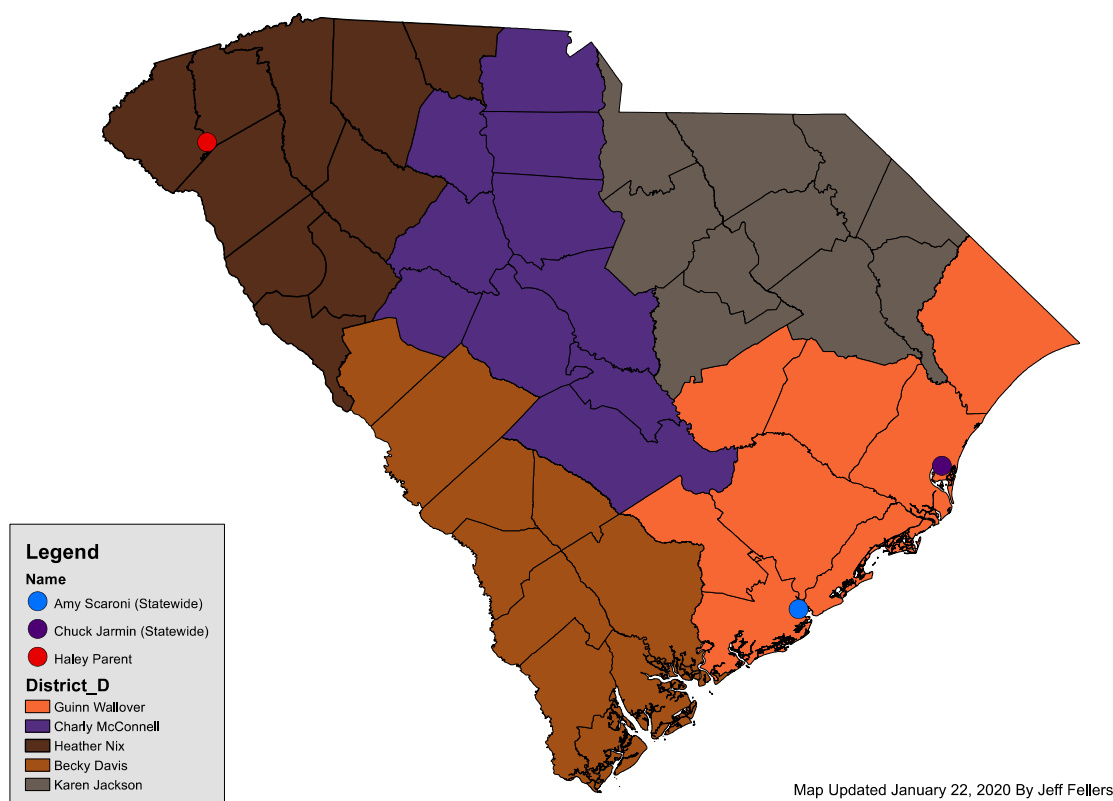 Legend
Name
Amy Scaroni (Statewide)
Chuck Jarmin (Statewide)
Haley Parent
District_D
Guinn Wallover
Charly McConnell
Heather Nix
Becky Davis
Karen Jackson
Map Updated January 22, 2020 By Jeff Fellers